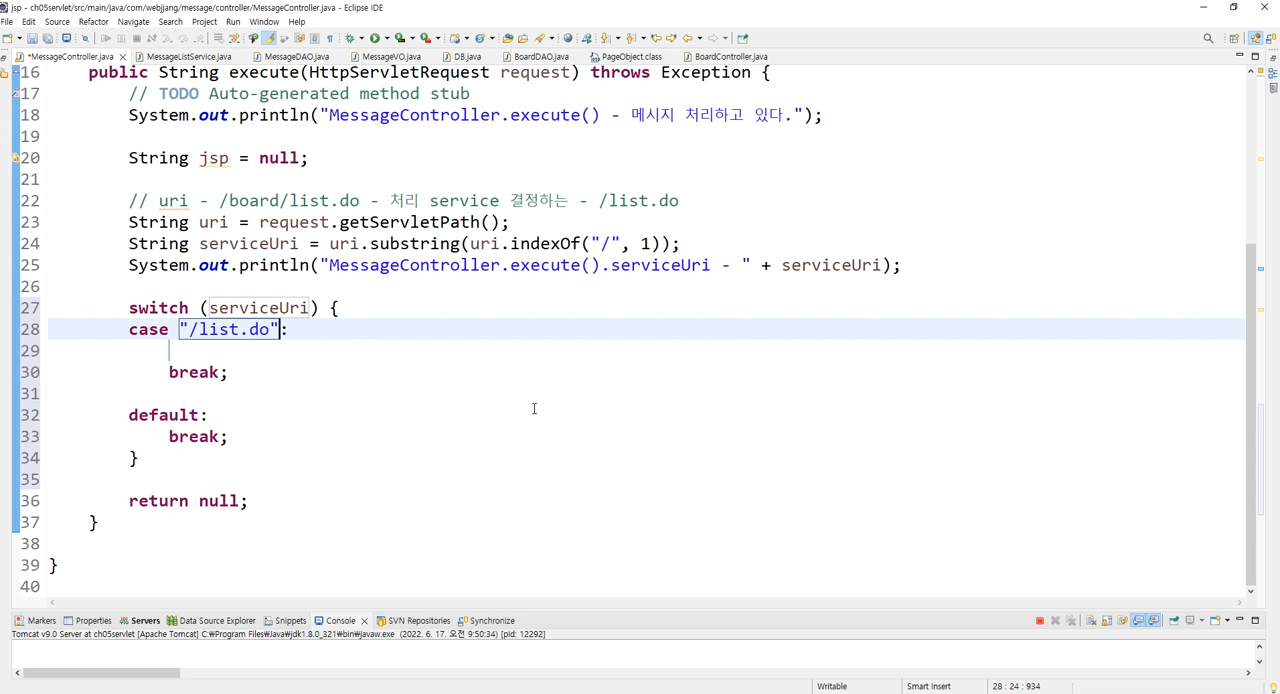 jsp - ch05servlet/src/main/java/com/webjjang/message/controller/MessageController.java - Eclipse IDE
File Edit Source Refactor Navigate Search Project Run Window Help
*MessageController.java MessageListService.java MessageDAO.java MessageVO.java DB.java BoardDAO.java PageObject.class BoardController.java
16 public String execute(HttpServletRequest request) throws Exception {
17 // TODO Auto-generated method stub
18 System.out.println("MessageController.execute() - 메시지 처리하고 있다.");
19
20 String jsp = null;
21
22 // uri - /board/list.do - 처리 service 결정하는 - /list.do
23 String uri = request.getServletPath();
24 String serviceUri = uri.substring(uri.indexOf("/", 1));
25 System.out.println("MessageController.execute().serviceUri - " + serviceUri);
26
27 switch (serviceUri) {
28 case "/list.do":
29
30 break;
31
32 default:
33 break;
34 }
35
36 return null;
37 }
38
39 }
40
Markers Properties Servers Data Source Explorer Snippets Console SVN Repositories Synchronize
Tomcat v9.0 Server at ch05servlet [Apache Tomcat] C:₩Program Files₩Java₩jdk1.8.0_321₩bin₩javaw.exe (2022. 6. 17. 오전 9:50:34) [pid: 12292]
Writable Smart Insert 28 : 24 : 934